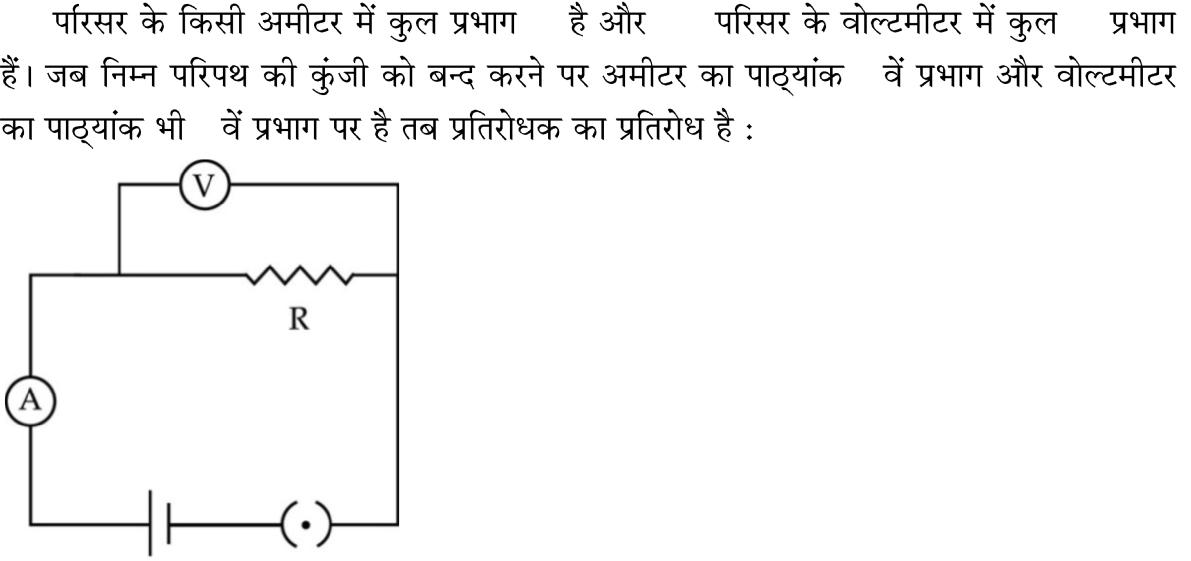 परिसर के किसी अमीटर में कुल प्रभाग है और परिसर के वोल्टमीटर में कुल प्रभाग
हैं। जब निम्न परिपथ की कुंजी को बन्द करने पर अमीटर का पाठ्यांक वें प्रभाग और वोल्टमीटर
का पाठ्यांक भी वें प्रभाग पर है तब प्रतिरोधक का प्रतिरोध है :
V
R
A